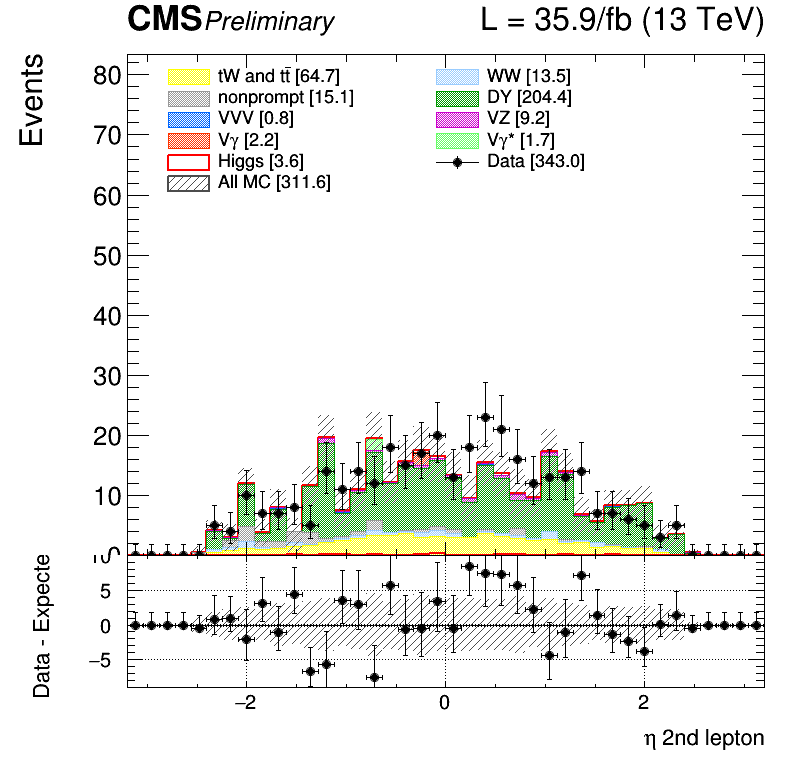 CMS Preliminary L = 35.9/fb (13 TeV)
Events
80
70
60
50
40
30
20
10
tW and tt̄ [64.7]
nonprompt [15.1]
VVV [0.8]
Vγ [2.2]
Higgs [3.6]
All MC [311.6]
WW [13.5]
DY [204.4]
VZ [9.2]
Vγ* [1.7]
Data [343.0]
Data - Expecte
5
0
−5
−2
0
2
η 2nd lepton